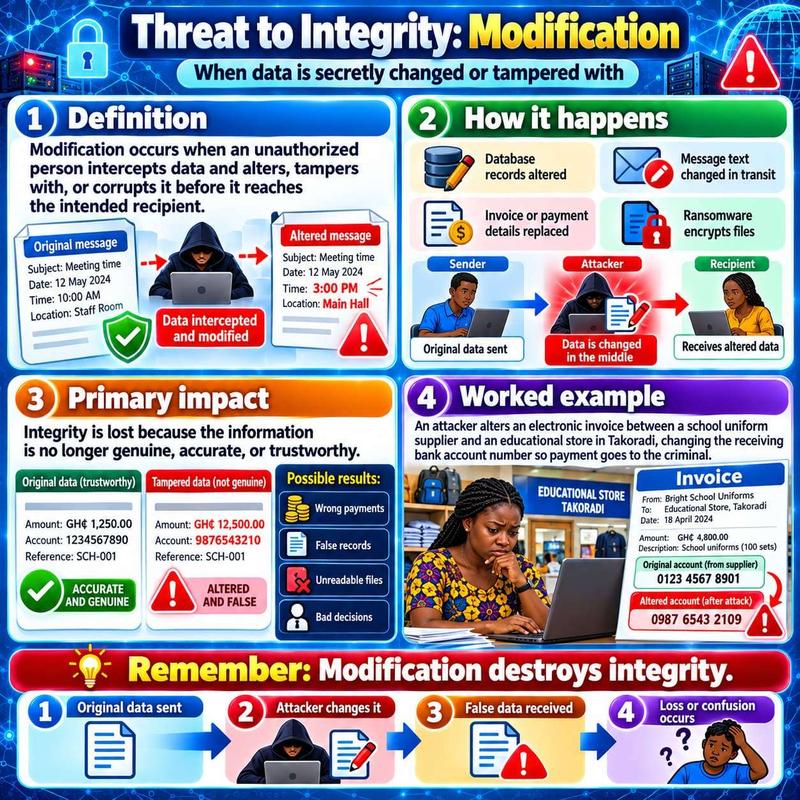 Threat to Integrity: Modification
When data is secretly changed or tampered with
1 Definition
Modification occurs when an unauthorized
person intercepts data and alters, tampers
with, or corrupts it before it reaches
the intended recipient.
Original message
Subject: Meeting time
Date: 12 May 2024
Time: 10:00 AM
Location: Staff Room
Data intercepted
and modified
Altered message
Subject: Meeting time
Date: 12 May 2024
Time: 3:00 PM
Location: Main Hall
2 How it happens
Database
records altered
Message text
changed in transit
Invoice or payment
details replaced
$
Ransomware
encrypts files
Sender
Original data sent
Attacker
Data is changed
in the middle
Recipient
Receives altered data
3 Primary impact
Integrity is lost because the information
is no longer genuine, accurate, or trustworthy.
Original data (trustworthy)
Amount: GH₵ 1,250.00
Account: 1234567890
Reference: SCH-001
ACCURATE
AND GENUINE
Tampered data (not genuine)
Amount: GH₵ 12,500.00
Account: 9876543210
Reference: SCH-001
ALTERED
AND FALSE
Possible results:
Wrong payments
False records
Unreadable files
Bad decisions
4 Worked example
An attacker alters an electronic invoice between a school uniform
supplier and an educational store in Takoradi, changing the receiving
bank account number so payment goes to the criminal.
EDUCATIONAL STORE
TAKORADI
Invoice
From: Bright School Uniforms
To: Educational Store, Takoradi
Date: 18 April 2024
Amount: GH₵ 4,800.00
Description: School uniforms (100 sets)
Original account (from supplier)
0123 4567 8901
Altered account (after attack)
0987 6543 2109
Remember: Modification destroys integrity.
1 Original data sent
2 Attacker changes it
3 False data received
4 Loss or confusion
occurs
? ?